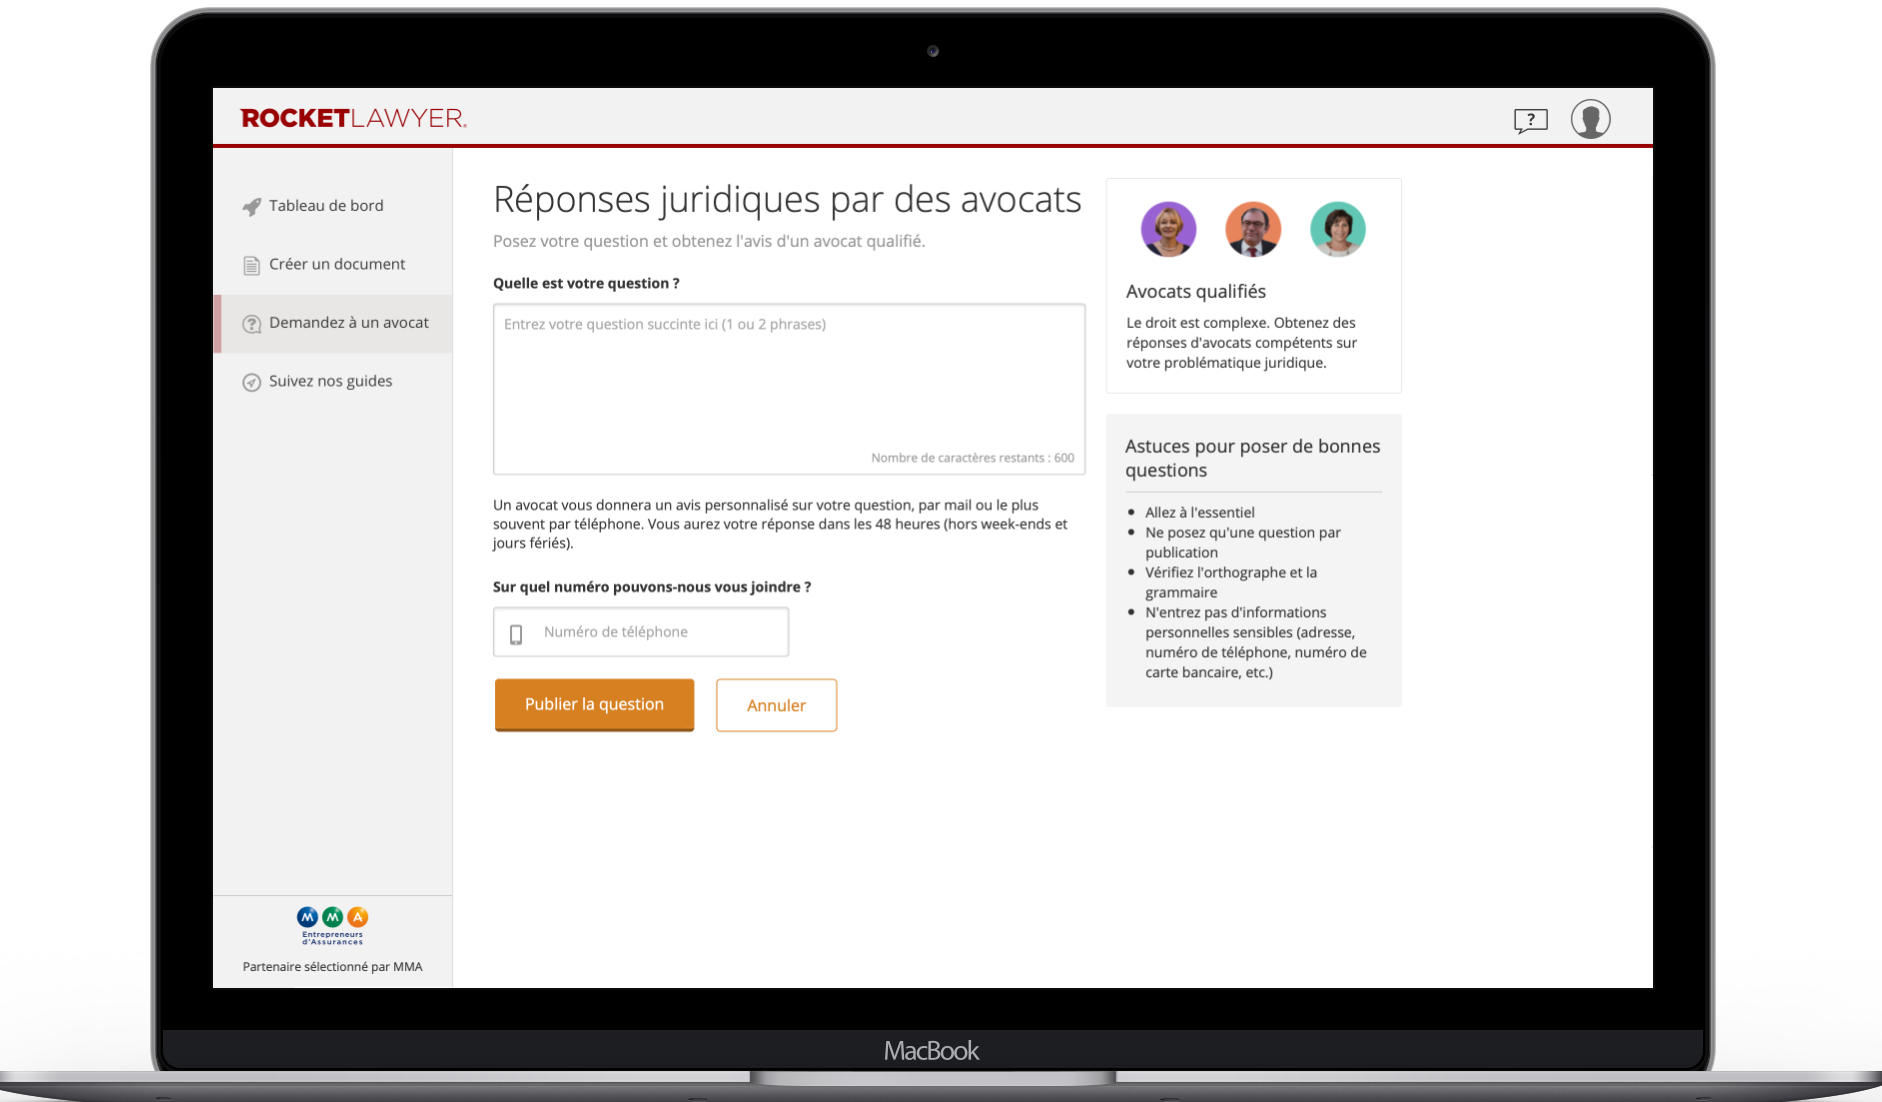 ROCKETLAWYER.
?
Tableau de bord
Créer un document
Demandez à un avocat
Suivez nos guides
MMA
Entrepreneurs
d'Assurances
Partenaire sélectionné par MMA
Réponses juridiques par des avocats
Posez votre question et obtenez l'avis d'un avocat qualifié.
Quelle est votre question ?
Entrez votre question succinte ici (1 ou 2 phrases)
Nombre de caractères restants : 600
Un avocat vous donnera un avis personnalisé sur votre question, par mail ou le plus
souvent par téléphone. Vous aurez votre réponse dans les 48 heures (hors week-ends et
jours fériés).
Sur quel numéro pouvons-nous vous joindre ?
Numéro de téléphone
Publier la question
Annuler
Avocats qualifiés
Le droit est complexe. Obtenez des
réponses d'avocats compétents sur
votre problématique juridique.
Astuces pour poser de bonnes
questions
• Allez à l'essentiel
• Ne posez qu'une question par
publication
• Vérifiez l'orthographe et la
grammaire
• N'entrez pas d'informations
personnelles sensibles (adresse,
numéro de téléphone, numéro de
carte bancaire, etc.)
MacBook